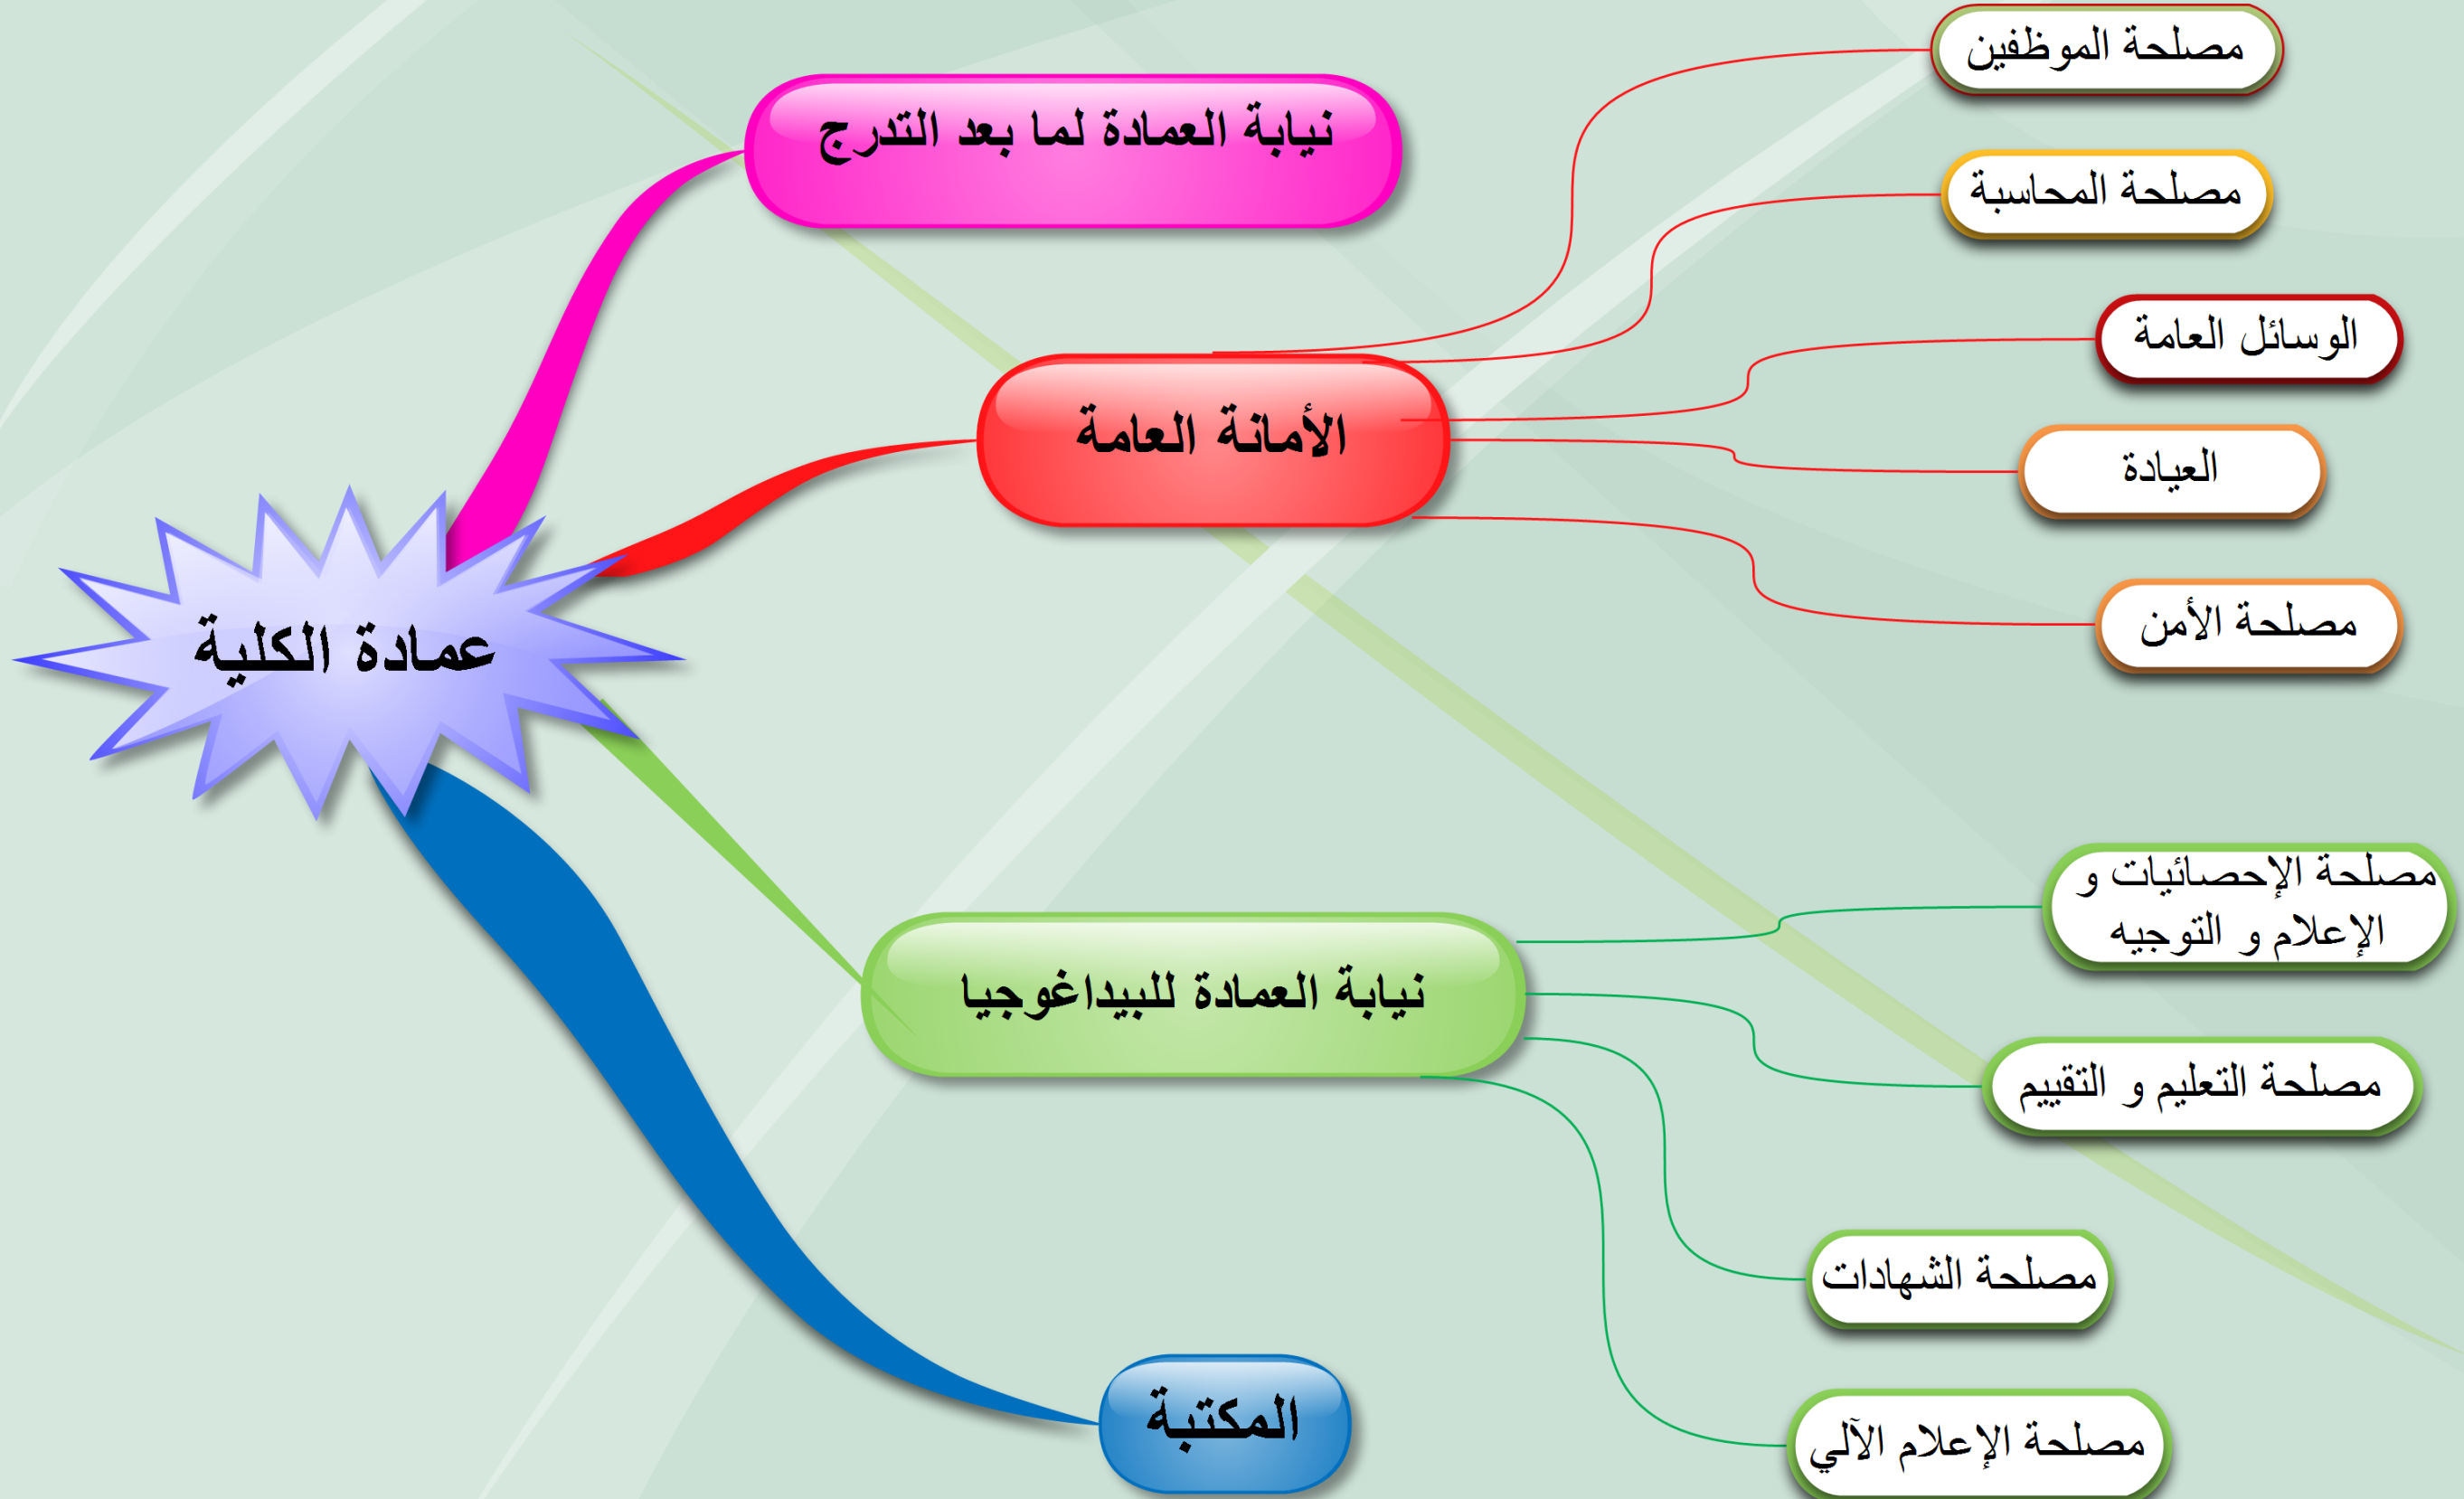 عمادة الكلية
نيابة العمادة لما بعد التدرج
الأمانة العامة
مصلحة الموظفين
مصلحة المحاسبة
الوسائل العامة
العيادة
مصلحة الأمن
نيابة العمادة للبيداغوجيا
مصلحة الإحصائيات و
الإعلام و التوجيه
مصلحة التعليم و التقييم
مصلحة الشهادات
مصلحة الإعلام الآلي
المكتبة